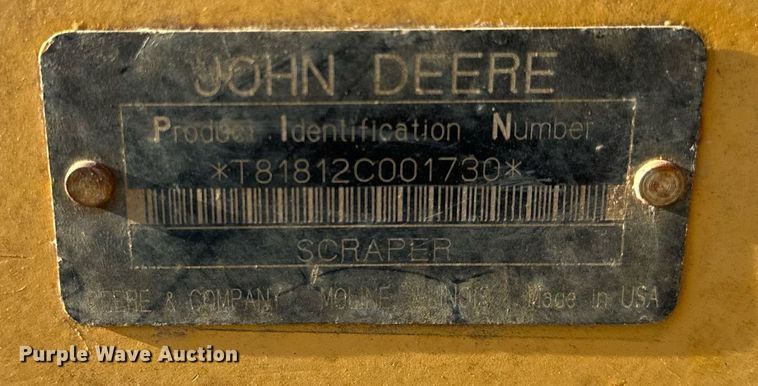 JOHN DEERE
Product Identification Number
*T81812C001730*
SCRAPER
DEERE & COMPANY MOLINE ILLINOIS Made in USA
Purple Wave Auction